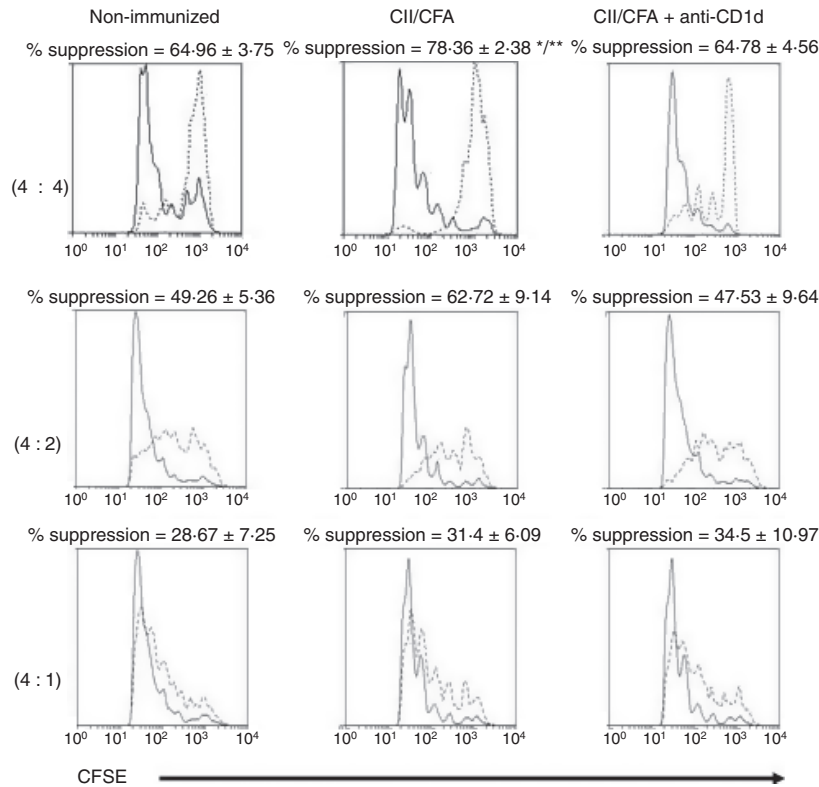 Non-immunized CII/CFA CII/CFA + anti-CD1d
% suppression = 64·96 ± 3·75 % suppression = 78·36 ± 2·38 */** % suppression = 64·78 ± 4·56
(4 : 4)
10⁰ 10¹ 10² 10³ 10⁴ 10⁰ 10¹ 10² 10³ 10⁴ 10⁰ 10¹ 10² 10³ 10⁴
% suppression = 49·26 ± 5·36 % suppression = 62·72 ± 9·14 % suppression = 47·53 ± 9·64
(4 : 2)
10⁰ 10¹ 10² 10³ 10⁴ 10⁰ 10¹ 10² 10³ 10⁴ 10⁰ 10¹ 10² 10³ 10⁴
% suppression = 28·67 ± 7·25 % suppression = 31·4 ± 6·09 % suppression = 34·5 ± 10·97
(4 : 1)
10⁰ 10¹ 10² 10³ 10⁴ 10⁰ 10¹ 10² 10³ 10⁴ 10⁰ 10¹ 10² 10³ 10⁴
CFSE